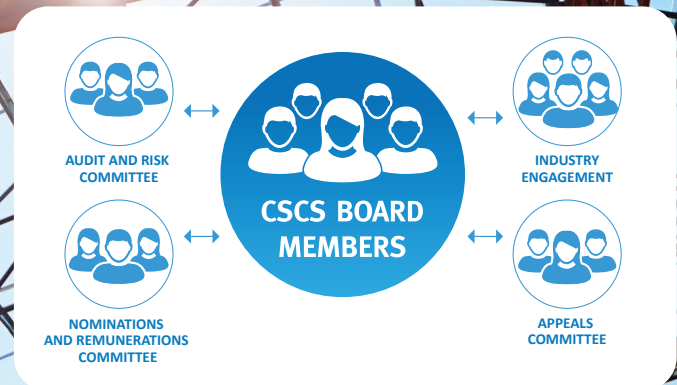 AUDIT AND RISK
COMMITTEE
CSCS BOARD
MEMBERS
INDUSTRY
ENGAGEMENT
NOMINATIONS
AND REMUNERATIONS
COMMITTEE
APPEALS
COMMITTEE